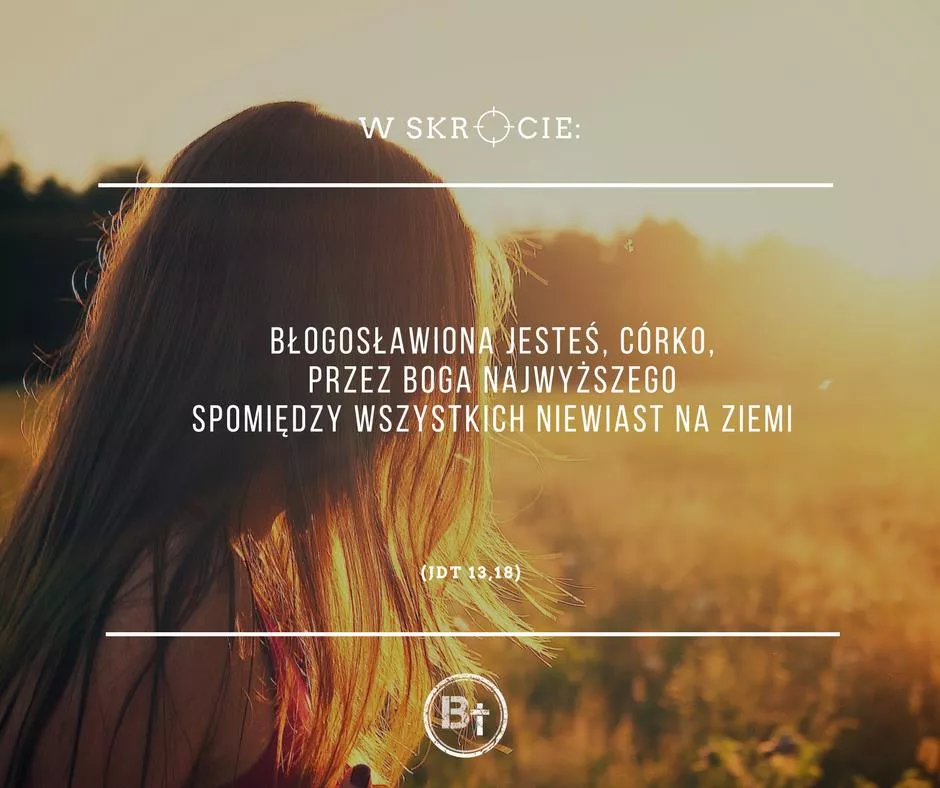 W SKRÓCIE:
BŁOGOSŁAWIONA JESTEŚ, CÓRKO,
PRZEZ BOGA NAJWYŻSZEGO
SPOMIĘDZY WSZYSTKICH NIEWIAST NA ZIEMI
(JDT 13,18)
B†